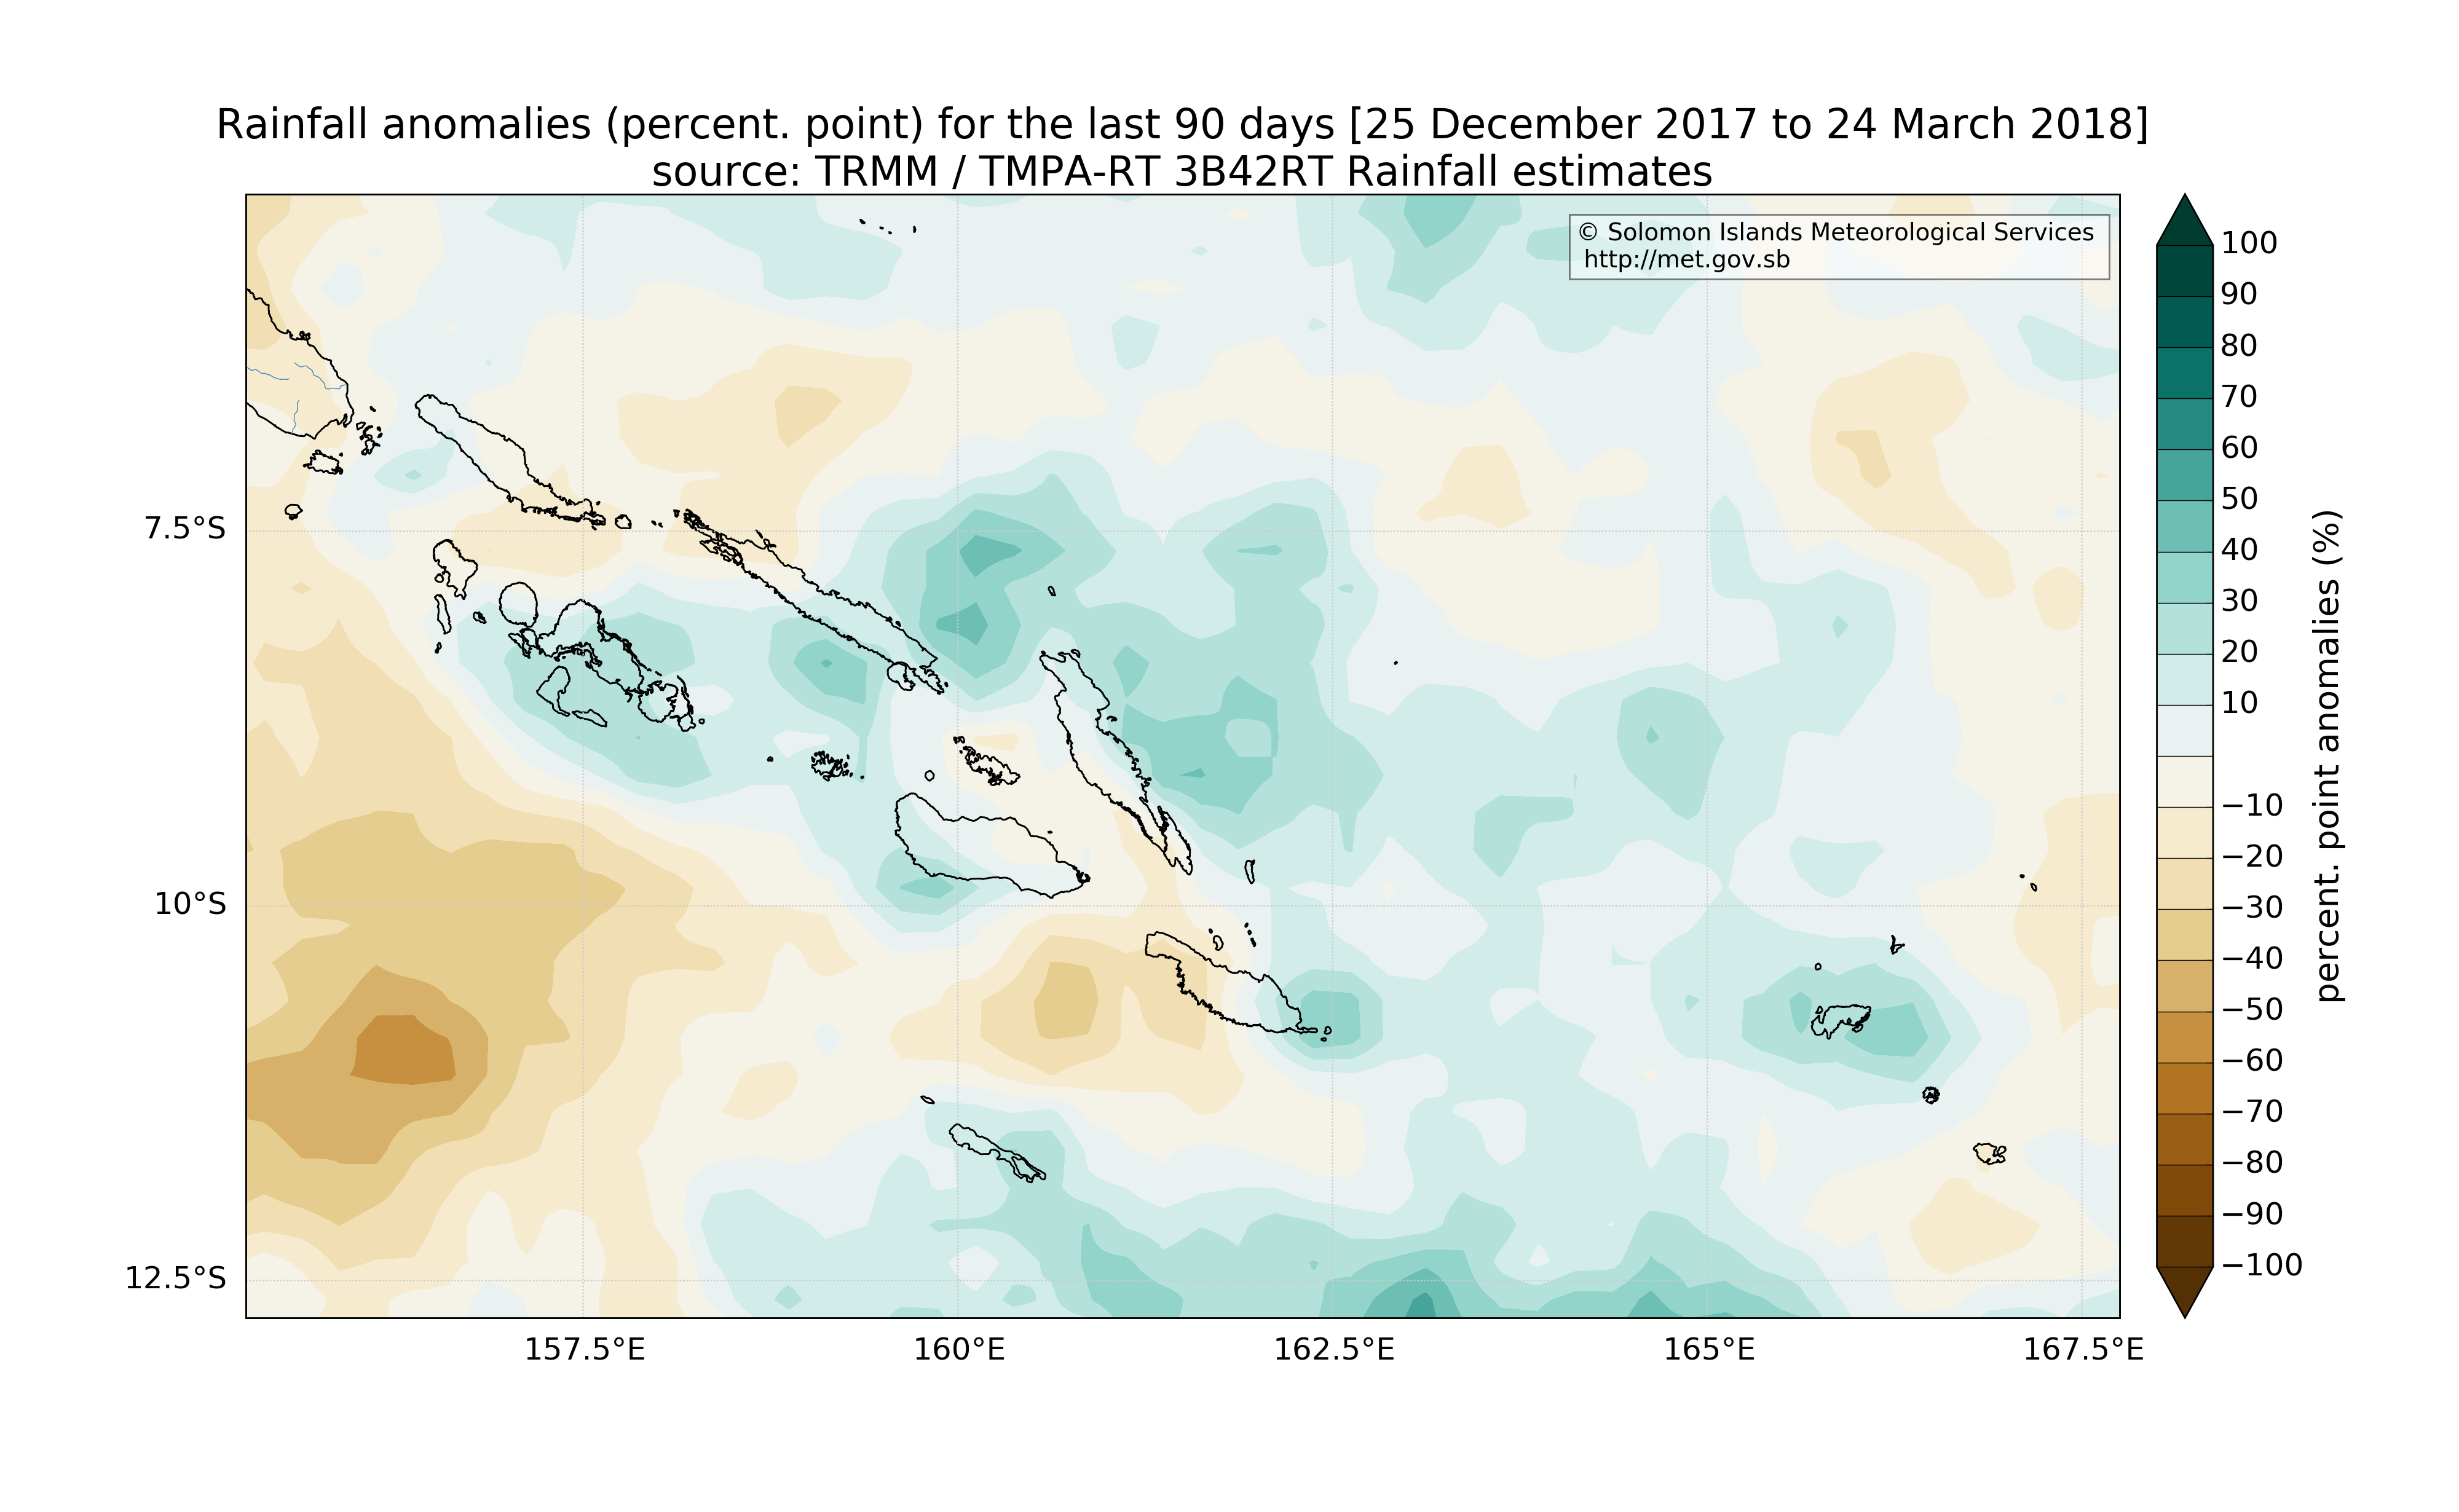 Rainfall anomalies (percent. point) for the last 90 days [25 December 2017 to 24 March 2018]
source: TRMM / TMPA-RT 3B42RT Rainfall estimates
© Solomon Islands Meteorological Services
http://met.gov.sb
7.5°S
10°S
12.5°S
157.5°E
160°E
162.5°E
165°E
167.5°E
100
90
80
70
60
50
40
30
20
10
−10
−20
−30
−40
−50
−60
−70
−80
−90
−100
percent. point anomalies (%)